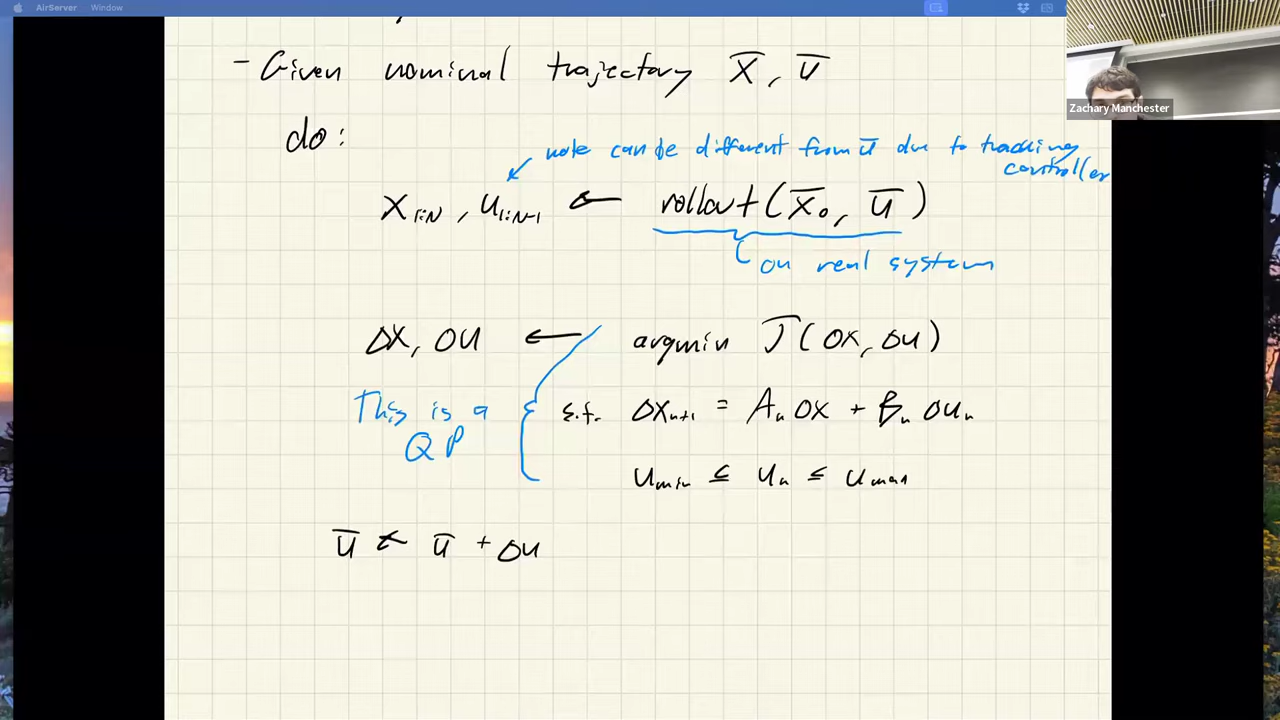 AirServer Window
- Given nominal trajectory X̄, Ū
do:
note can be different from ū due to tracking
controller
X₁:N , U₁:N-1 ← rollout(X̄₀, Ū)
on real system
ΔX, ΔU ← argmin J̄(ΔX, ΔU)
This is a
QP
s.t. ΔXₙ₊₁ = Aₙ ΔX + Bₙ ΔUₙ
Umin ≤ Uₙ ≤ Umax
Ū ← Ū + ΔU
Zachary Manchester